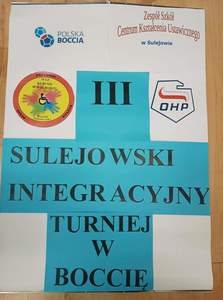 POLSKA
BOCCIA
Zespół Szkół
Centrum Kształcenia Ustawicznego
w Sulejowie
III
OHP
SULEJOWSKI
INTEGRACYJNY
TURNIEJ
W
BOCCIĘ